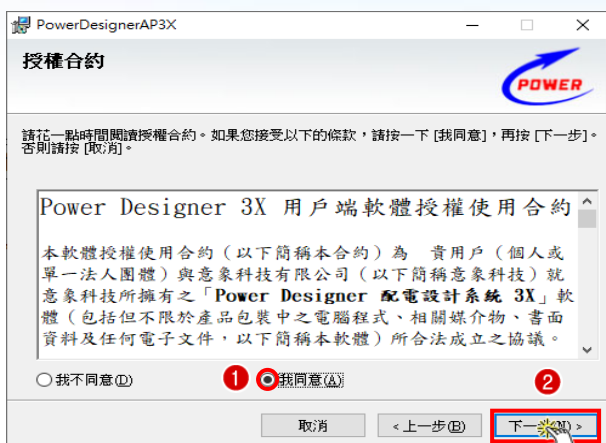 PowerDesignerAP3X
授權合約
POWER
請花一點時間閱讀授權合約。如果您接受以下的條款，請按一下 [我同意]，再按 [下一步]。
否則請按 [取消]。
Power Designer 3X 用戶端軟體授權使用合約
本軟體授權使用合約（以下簡稱本合約）為　貴用戶（個人或
單一法人團體）與意象科技有限公司（以下簡稱意象科技）就
意象科技所擁有之「Power Designer 配電設計系統 3X」軟
體（包括但不限於產品包裝中之電腦程式、相關媒介物、書面
資料及任何電子文件，以下簡稱本軟體）所合法成立之協議。
我不同意(D) 1 我同意(A) 2
取消 <上一步(B) 下一(N) >